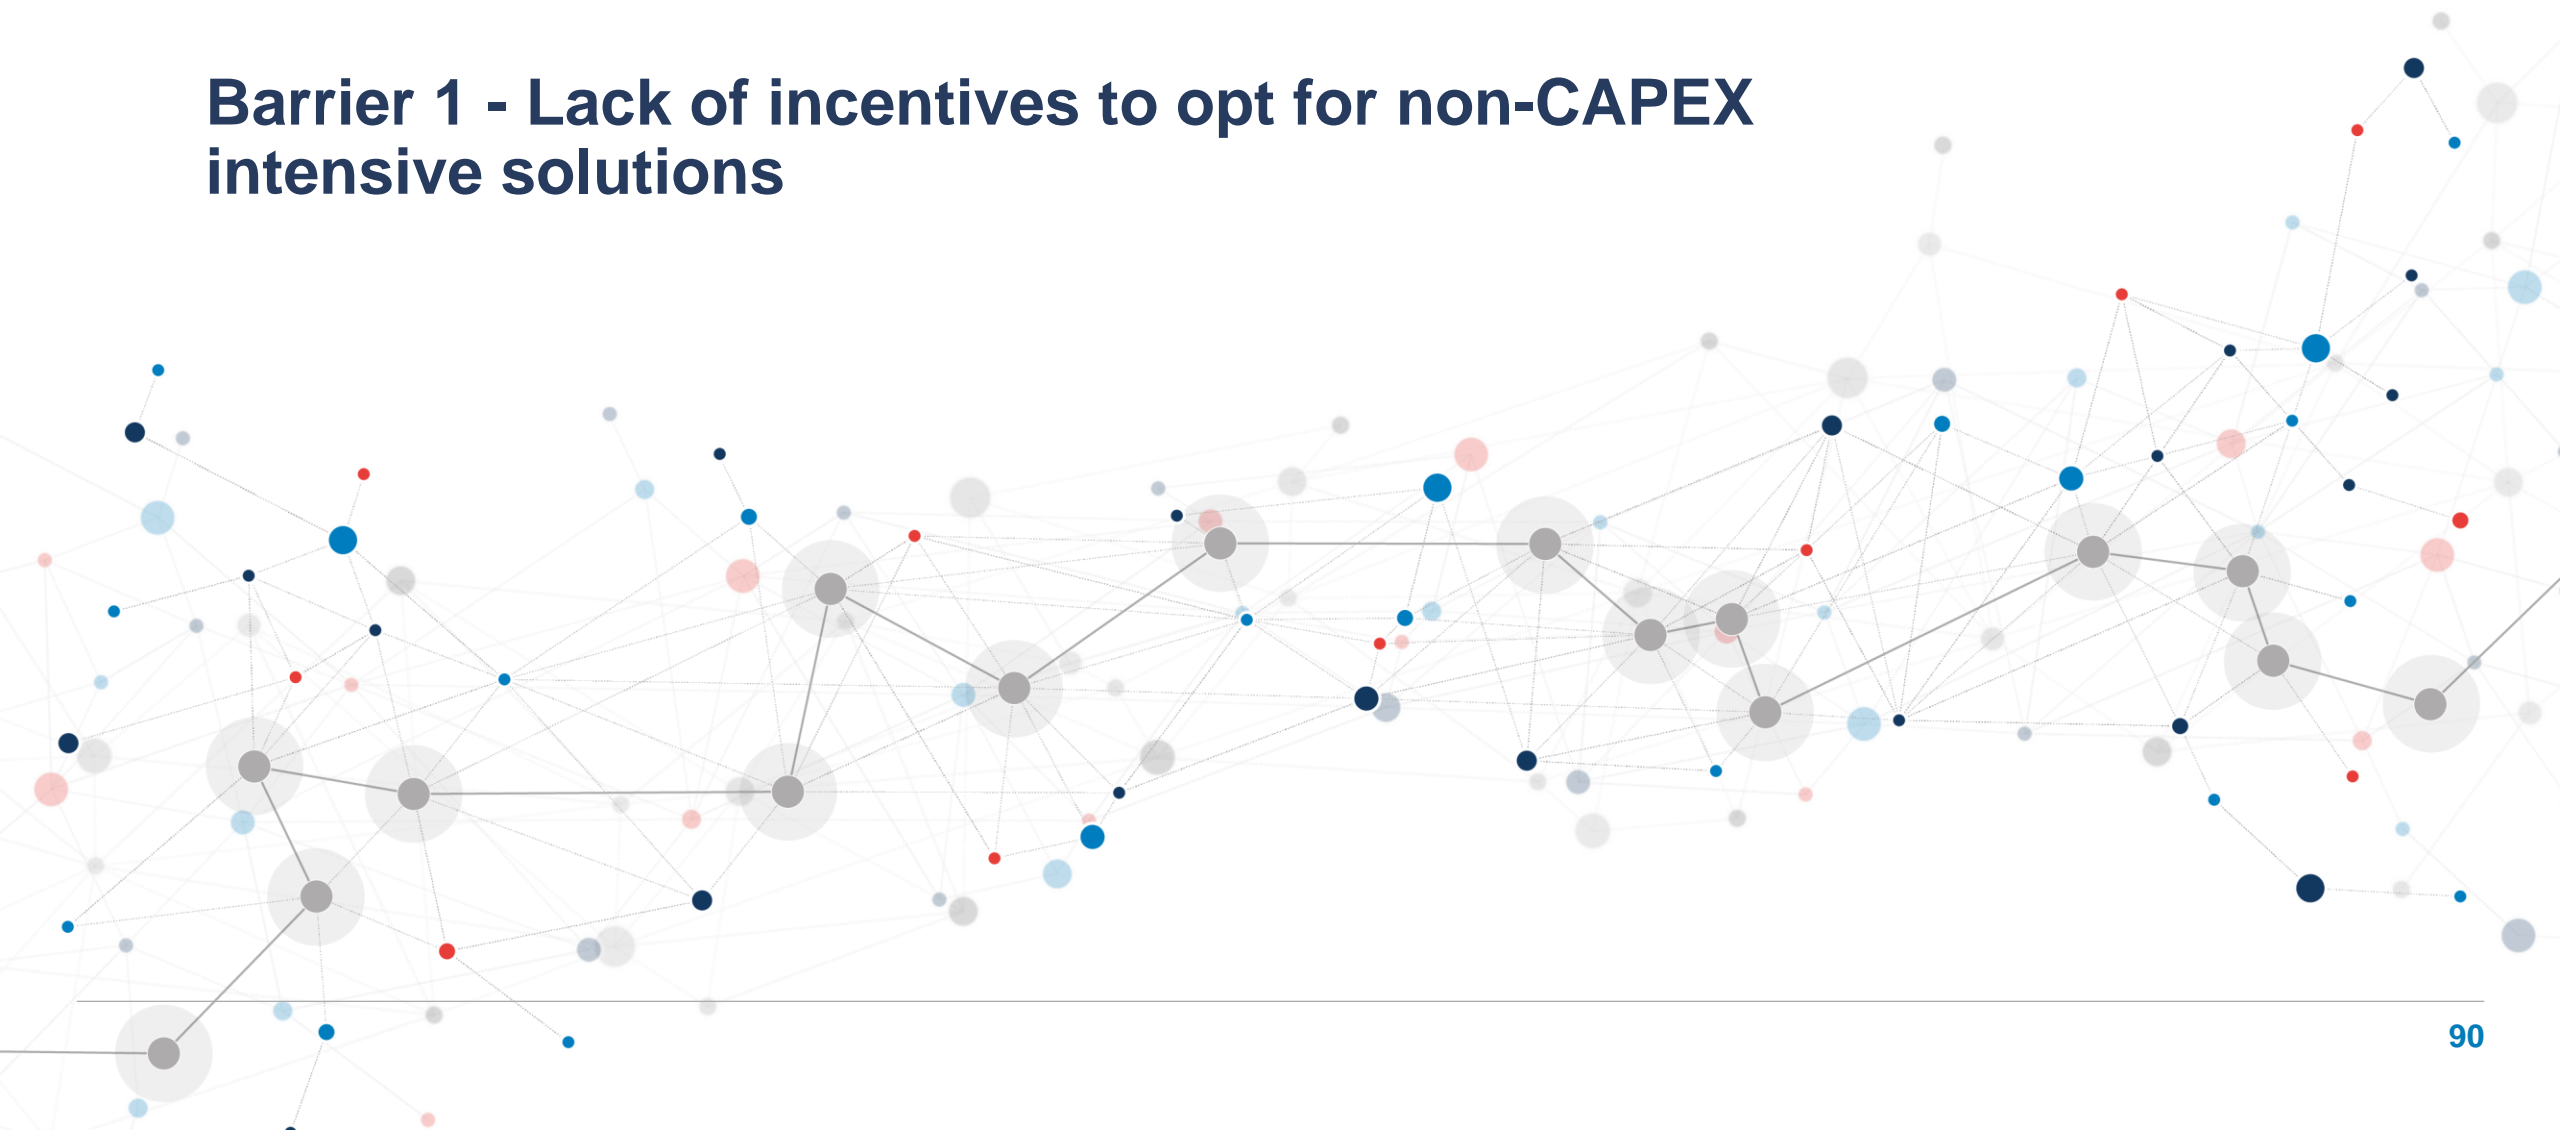 Barrier 1 - Lack of incentives to opt for non-CAPEX
intensive solutions
90